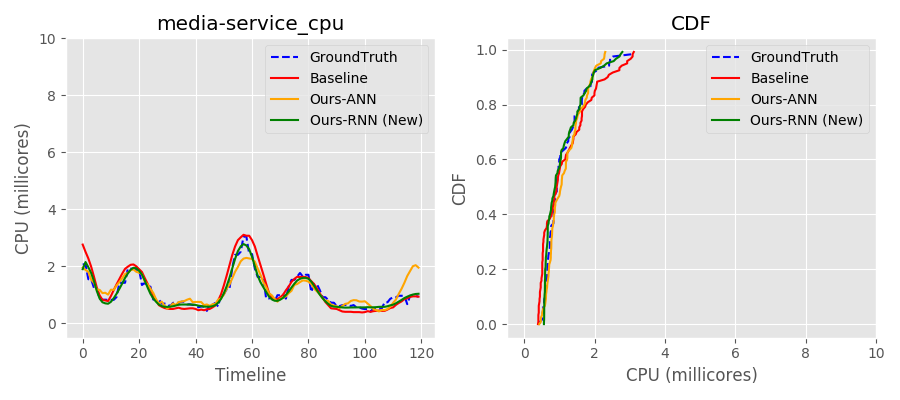 media-service_cpu
CPU (millicores)
10
8
6
4
2
0
0 20 40 60 80 100 120
Timeline
GroundTruth
Baseline
Ours-ANN
Ours-RNN (New)
CDF
CDF
1.0
0.8
0.6
0.4
0.2
0.0
0 2 4 6 8 10
CPU (millicores)
GroundTruth
Baseline
Ours-ANN
Ours-RNN (New)